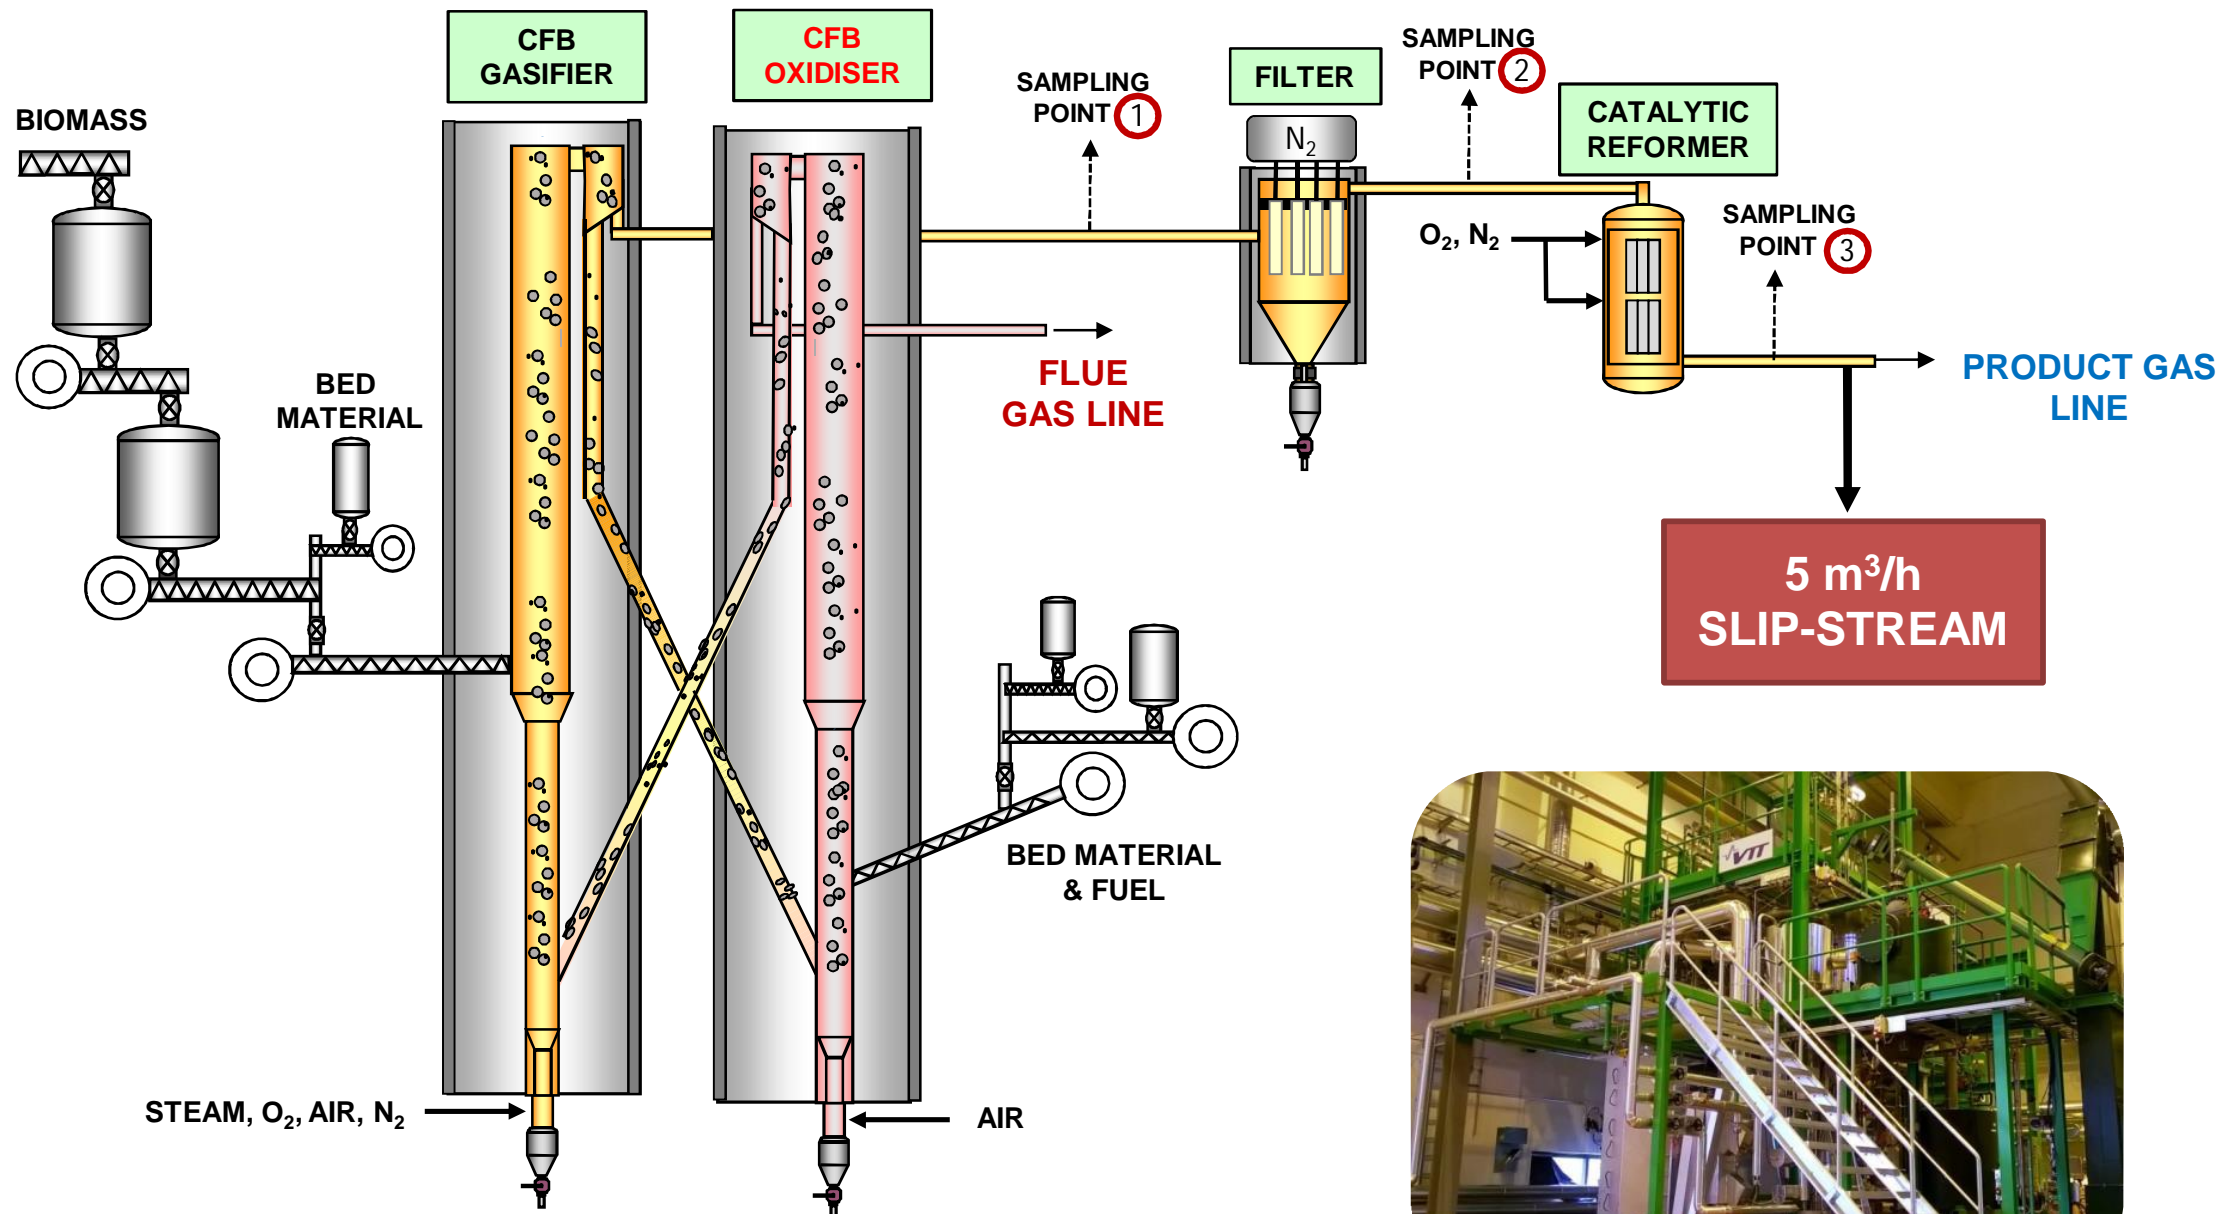 CFB
GASIFIER
CFB
OXIDISER
SAMPLING
POINT 1
FILTER
SAMPLING
POINT 2
CATALYTIC
REFORMER
BIOMASS
N₂
SAMPLING
POINT 3
O₂, N₂
FLUE
GAS LINE
PRODUCT GAS
LINE
BED
MATERIAL
5 m³/h
SLIP-STREAM
BED MATERIAL
& FUEL
VTT
STEAM, O₂, AIR, N₂
AIR